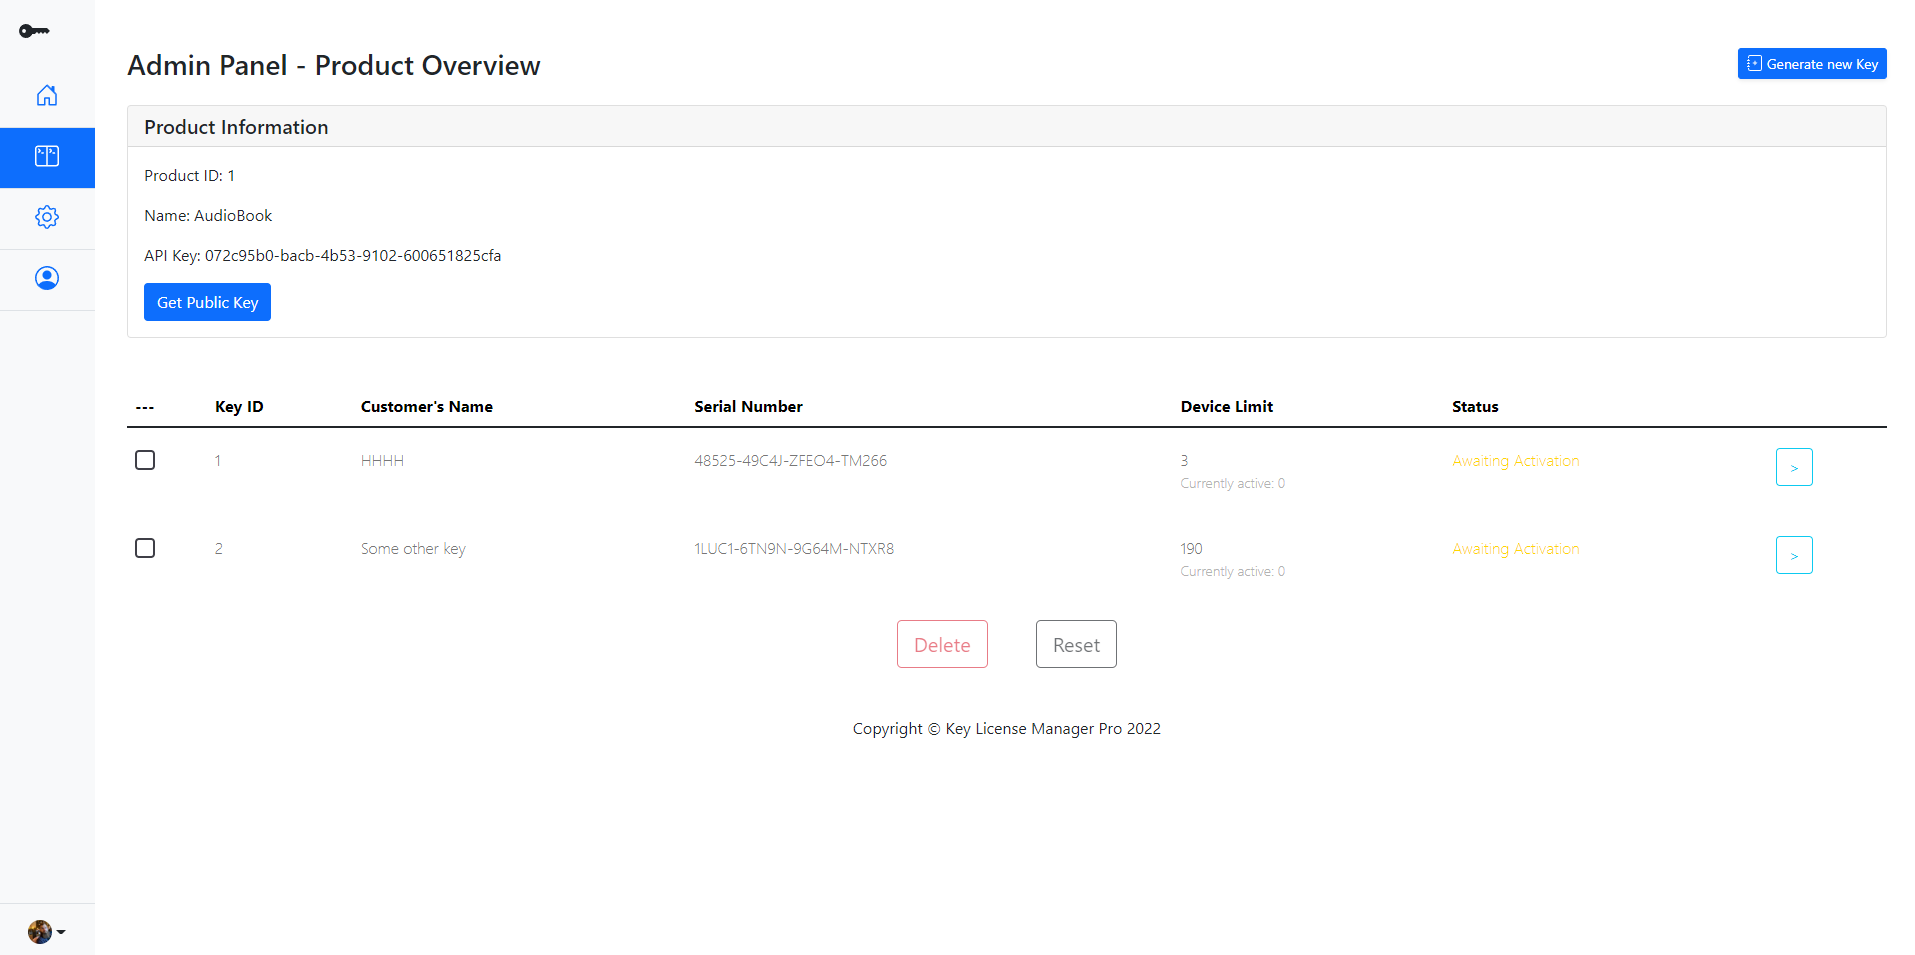 Admin Panel - Product Overview
Generate new Key
Product Information
Product ID: 1
Name: AudioBook
API Key: 072c95b0-bacb-4b53-9102-600651825cfa
Get Public Key
--- Key ID Customer's Name Serial Number Device Limit Status
1 HHHH 48525-49C4J-ZFEO4-TM266 3 Awaiting Activation >
Currently active: 0
2 Some other key 1LUC1-6TN9N-9G64M-NTXR8 190 Awaiting Activation >
Currently active: 0
Delete Reset
Copyright © Key License Manager Pro 2022